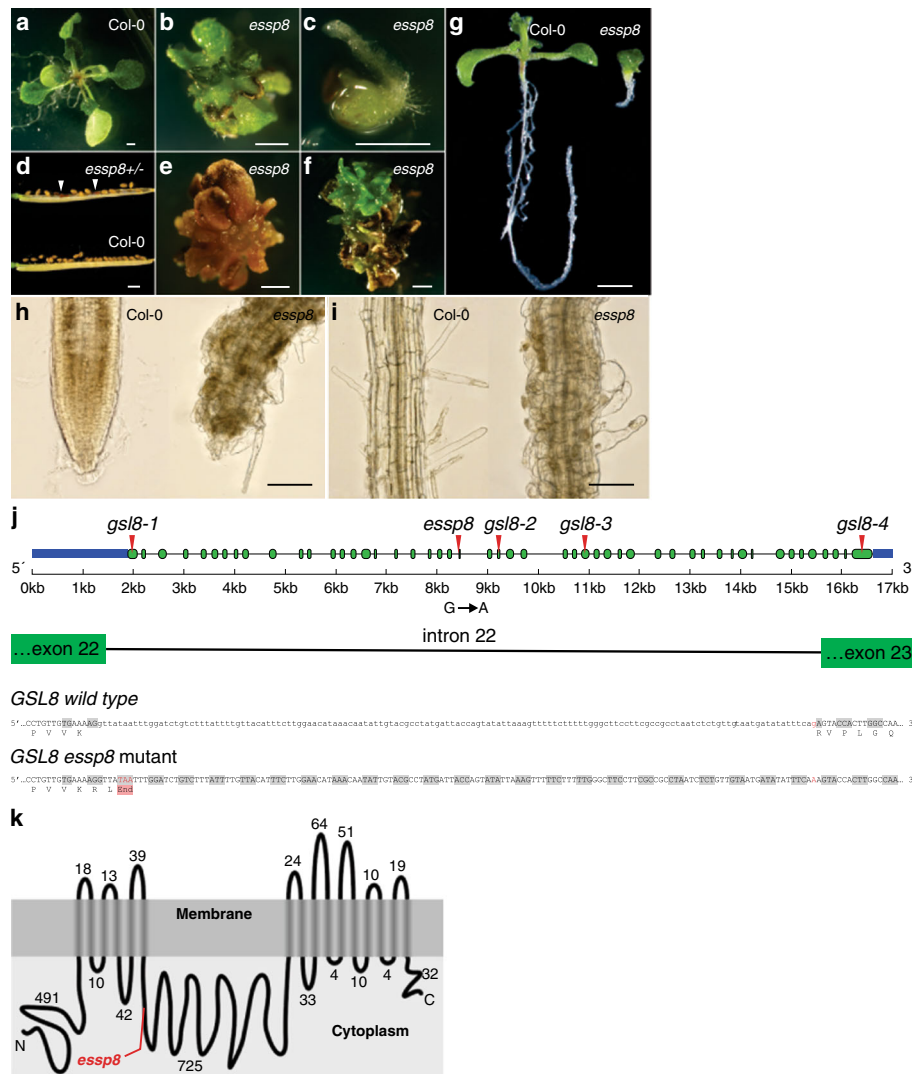 a Col-0 b essp8 c essp8 g Col-0 essp8
d essp8+/- e essp8 f essp8
Col-0
h Col-0 essp8 i Col-0 essp8
j
gsl8-1 essp8 gsl8-2 gsl8-3 gsl8-4
5´ 3
0kb 1kb 2kb 3kb 4kb 5kb 6kb 7kb 8kb 9kb 10kb 11kb 12kb 13kb 14kb 15kb 16kb 17kb
G→A
intron 22
...exon 22 ...exon 23
GSL8 wild type
P V V K R V P L G Q
GSL8 essp8 mutant
P V V K R L End
k
64
39 24 51
18 13 10 19
Membrane
10 4 10 4 32
491 42 33 C
N Cytoplasm
essp8 725